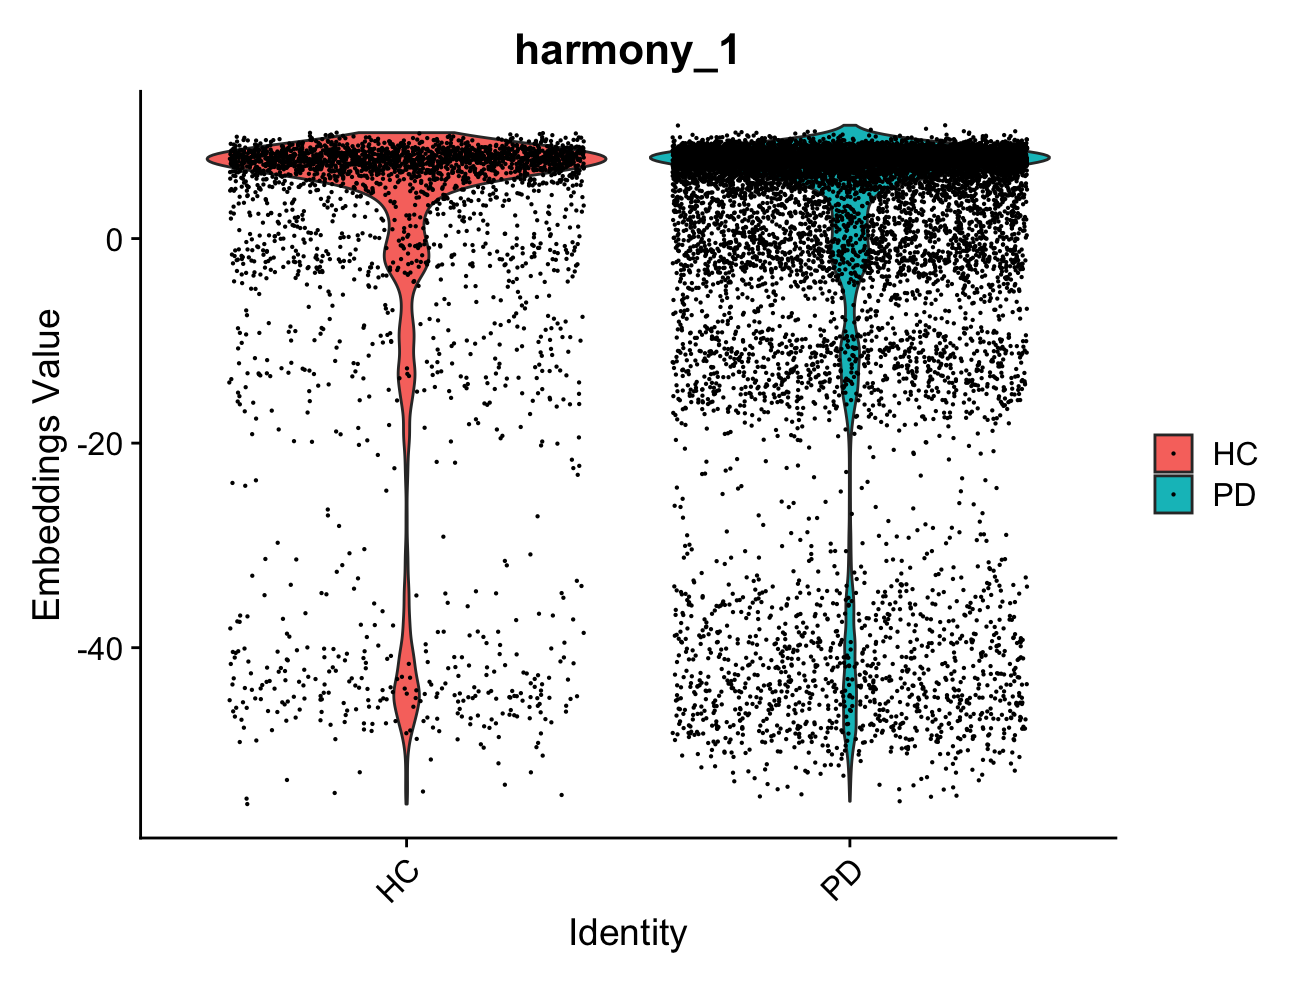 harmony_1
Embeddings Value
0
-20
-40
HC
PD
Identity
HC
PD